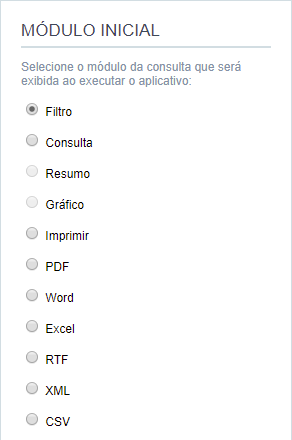 MÓDULO INICIAL
Selecione o módulo da consulta que será
exibida ao executar o aplicativo:
Filtro
Consulta
Resumo
Gráfico
Imprimir
PDF
Word
Excel
RTF
XML
CSV